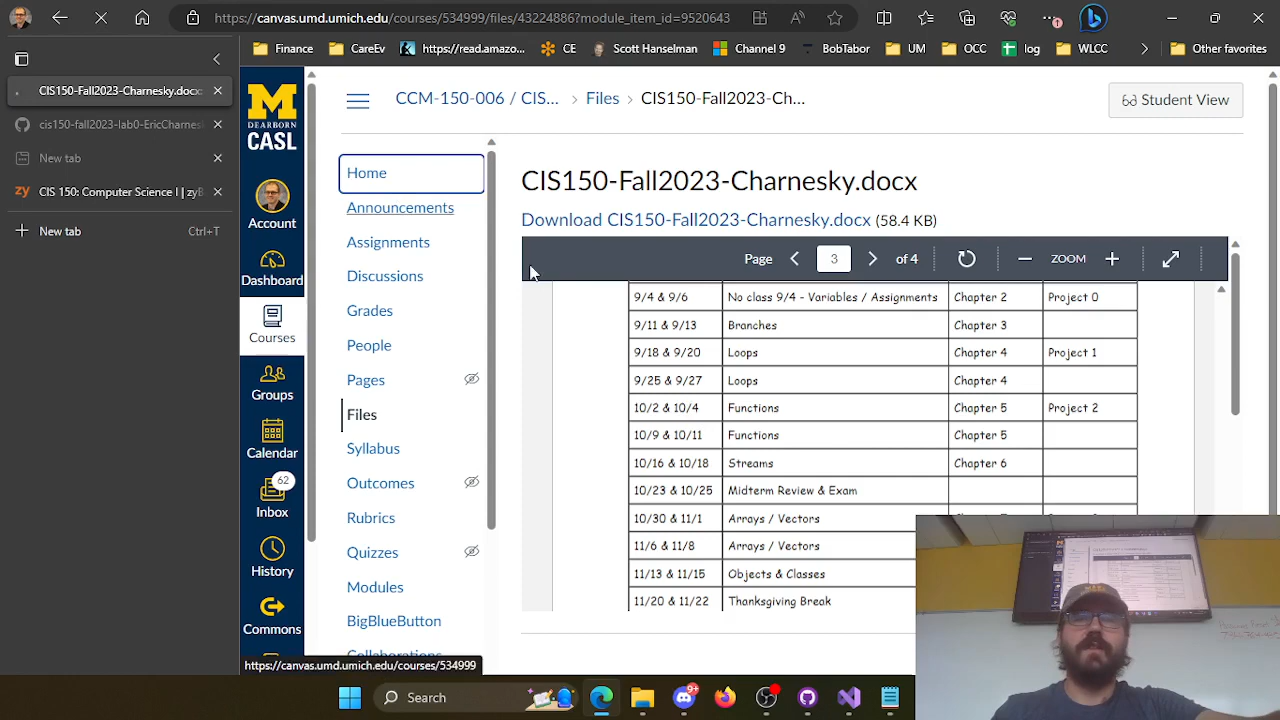 https://canvas.umd.umich.edu/courses/534999/files/43224886?module_item_id=9520643
Finance
CareEv
https://read.amazo...
CE
Scott Hanselman
Channel 9
BobTabor
UM
OCC
log
WLCC
Other favorites
CIS150-Fall2023-Charnesky.docx
cis150-fall2023-lab0-EricCharnesk
New tab
zy CIS 150: Computer Science I | zyB
New tab Ctrl+T
M
DEARBORN
CASL
Account
Dashboard
Courses
Groups
Calendar
62
Inbox
History
Commons
CCM-150-006 / CIS... > Files > CIS150-Fall2023-Ch...
Student View
Home
Announcements
Assignments
Discussions
Grades
People
Pages
Files
Syllabus
Outcomes
Rubrics
Quizzes
Modules
BigBlueButton
Collaborations
https://canvas.umd.umich.edu/courses/534999
CIS150-Fall2023-Charnesky.docx
Download CIS150-Fall2023-Charnesky.docx (58.4 KB)
Page 3 of 4 ZOOM
9/4 & 9/6 No class 9/4 - Variables / Assignments Chapter 2 Project 0
9/11 & 9/13 Branches Chapter 3
9/18 & 9/20 Loops Chapter 4 Project 1
9/25 & 9/27 Loops Chapter 4
10/2 & 10/4 Functions Chapter 5 Project 2
10/9 & 10/11 Functions Chapter 5
10/16 & 10/18 Streams Chapter 6
10/23 & 10/25 Midterm Review & Exam
10/30 & 11/1 Arrays / Vectors
11/6 & 11/8 Arrays / Vectors
11/13 & 11/15 Objects & Classes
11/20 & 11/22 Thanksgiving Break
Search
9+